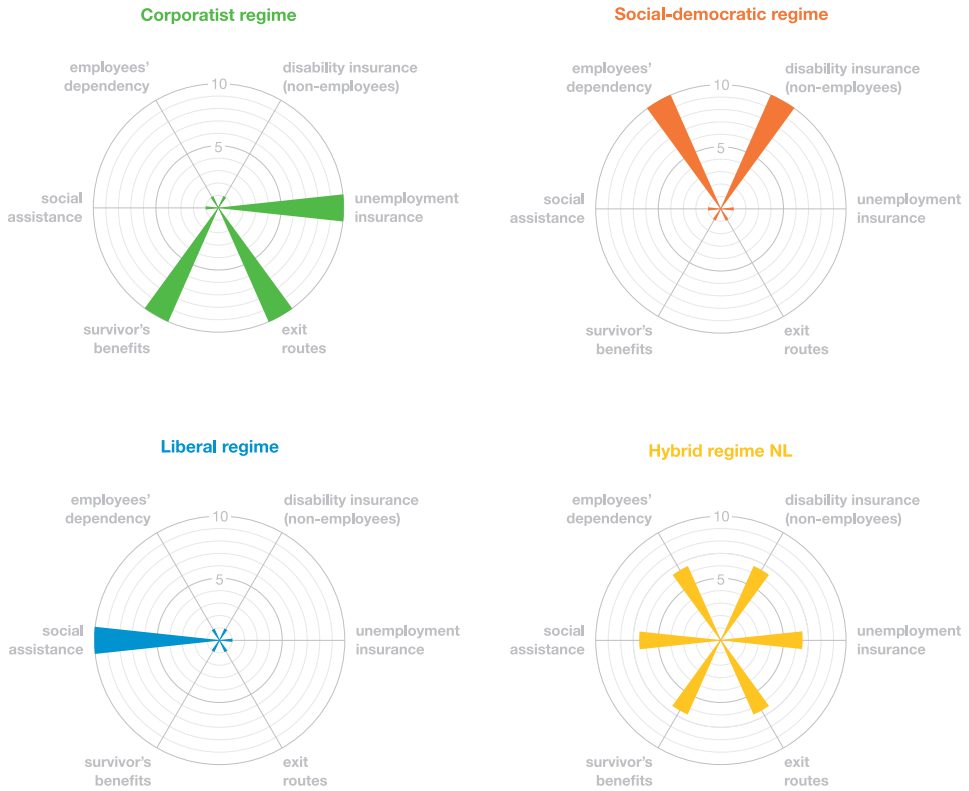 Corporatist regime
employees'
dependency
disability insurance
(non-employees)
10
5
social
assistance
unemployment
insurance
survivor's
benefits
exit
routes
Social-democratic regime
employees'
dependency
disability insurance
(non-employees)
10
5
social
assistance
unemployment
insurance
survivor's
benefits
exit
routes
Liberal regime
employees'
dependency
disability insurance
(non-employees)
10
5
social
assistance
unemployment
insurance
survivor's
benefits
exit
routes
Hybrid regime NL
employees'
dependency
disability insurance
(non-employees)
10
5
social
assistance
unemployment
insurance
survivor's
benefits
exit
routes